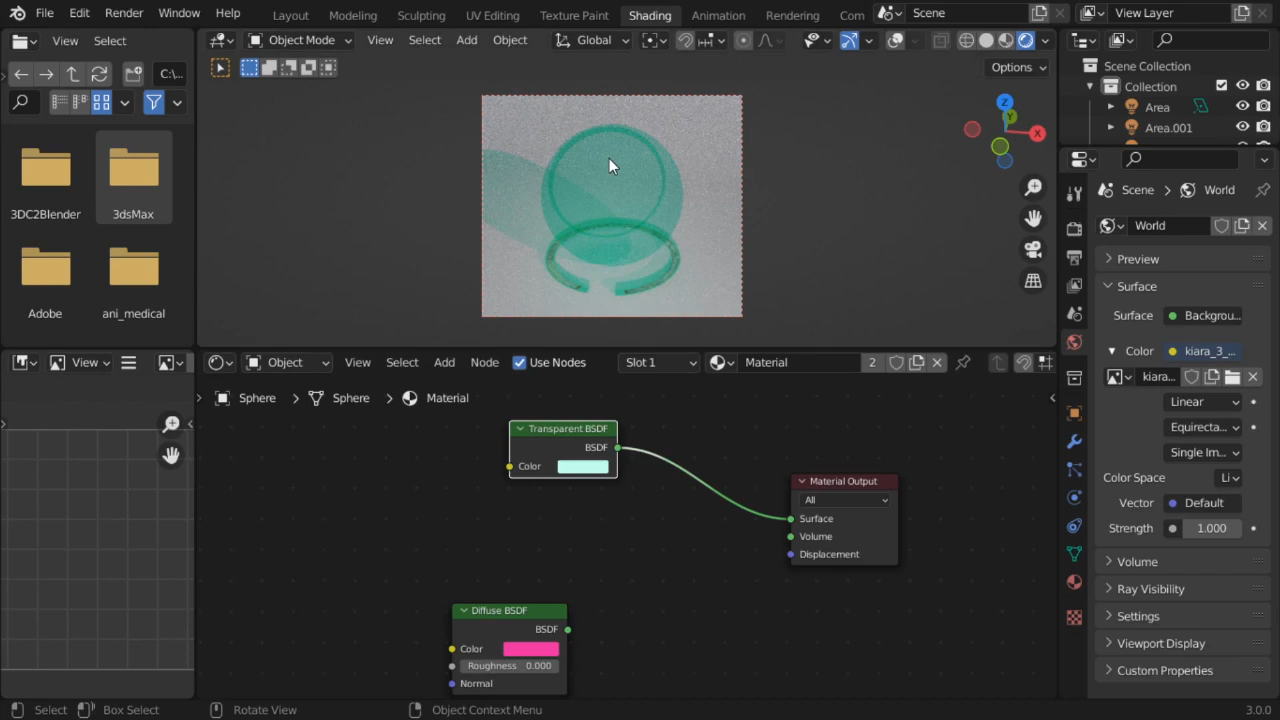 File Edit Render Window Help Layout Modeling Sculpting UV Editing Texture Paint Shading Animation Rendering Com Scene View Layer
View Select Object Mode View Select Add Object Global
C:\... Options Scene Collection
Collection
Area
Area.001
X
Y
Z
3DC2Blender 3dsMax
Adobe ani_medical
Scene World
World
Preview
Surface
Surface Backgrou...
Color kiara_3_...
kiara...
Linear
Equirecta...
Single Im...
Color Space Li
Vector Default
Strength 1.000
Volume
Ray Visibility
Settings
Viewport Display
Custom Properties
View Object View Select Add Node Use Nodes Slot 1 Material 2
Sphere Sphere Material
Transparent BSDF
BSDF
Color
Material Output
All
Surface
Volume
Displacement
Diffuse BSDF
BSDF
Color
Roughness 0.000
Normal
Select Box Select Rotate View Object Context Menu 3.0.0